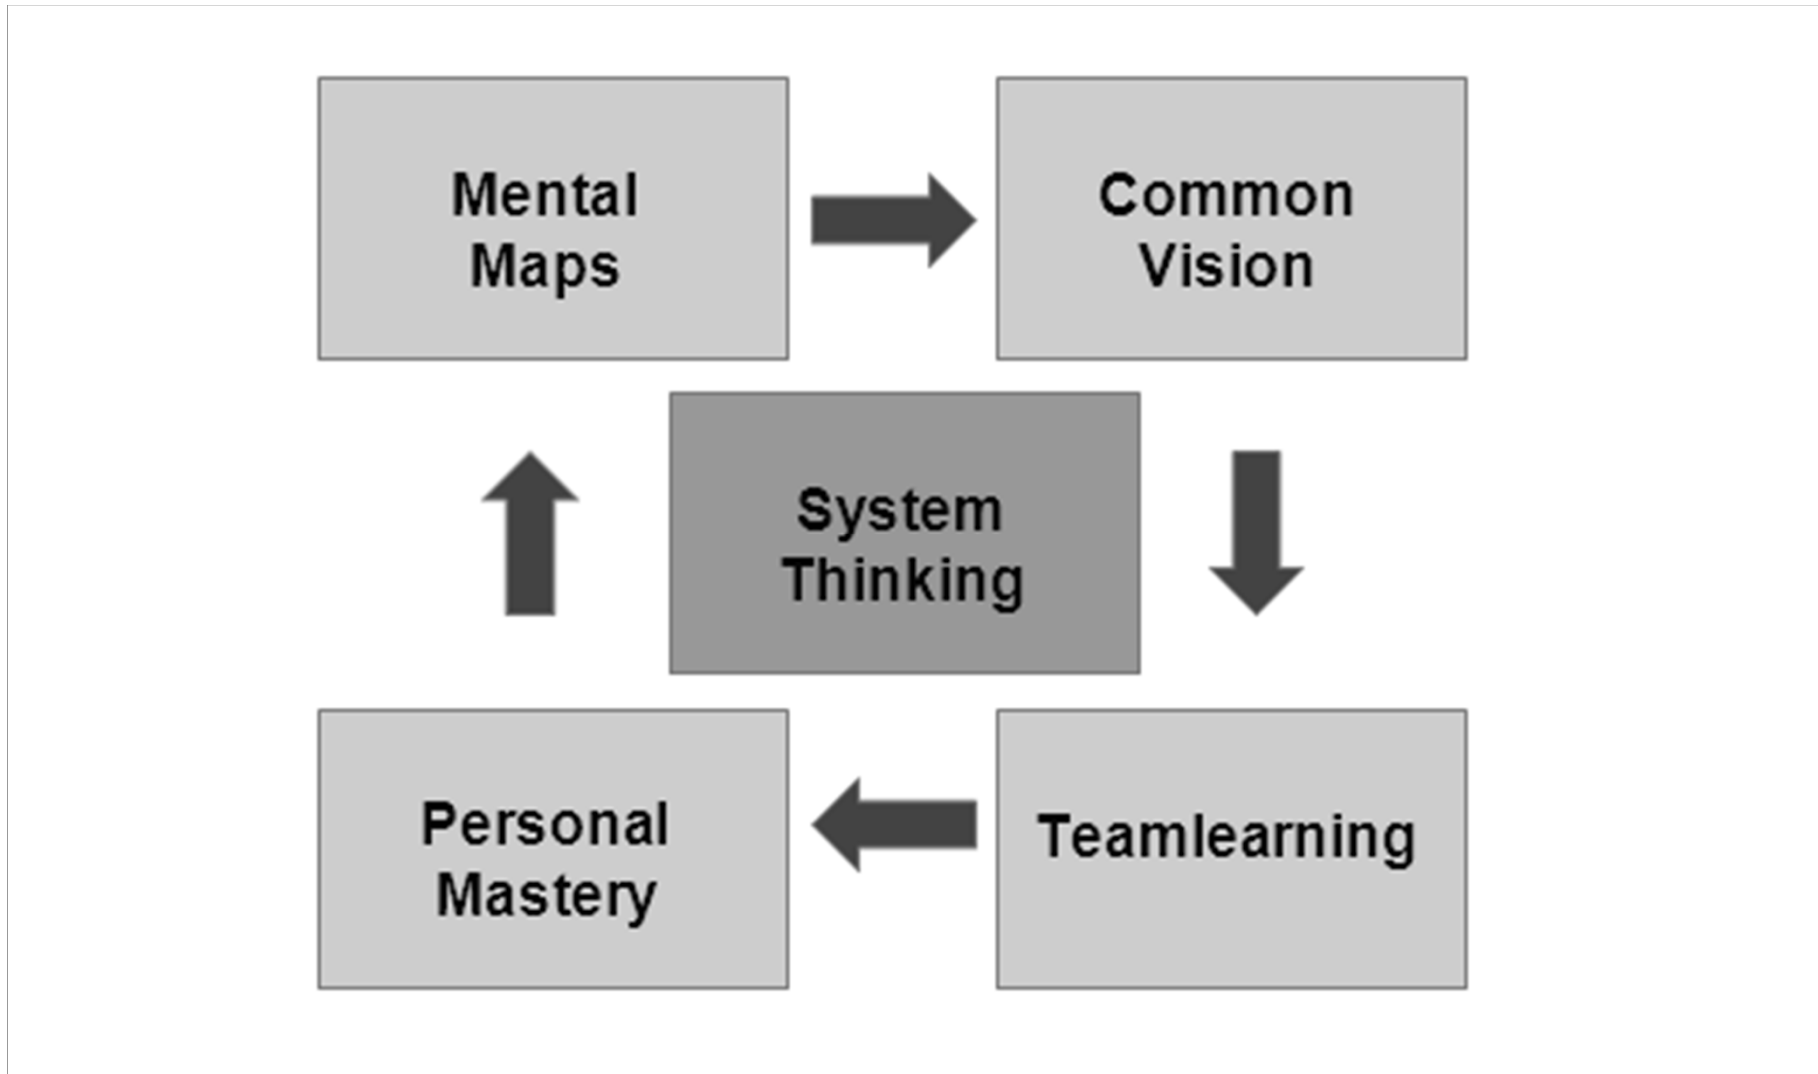 Mental
Maps
Common
Vision
System
Thinking
Personal
Mastery
Teamlearning